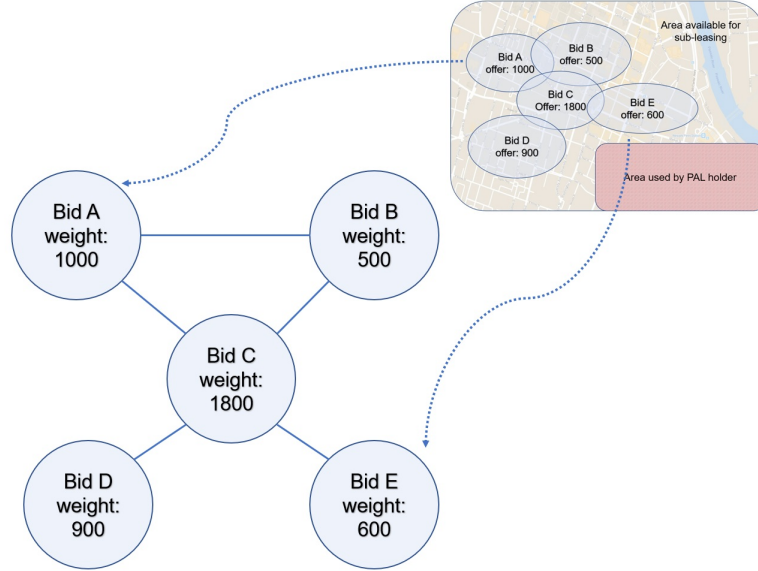 Area available for
sub-leasing
Bid A
offer: 1000
Bid B
offer: 500
Bid C
Offer: 1800
Bid E
offer: 600
Bid D
offer: 900
Area used by PAL holder
Bid A
weight:
1000
Bid B
weight:
500
Bid C
weight:
1800
Bid D
weight:
900
Bid E
weight:
600